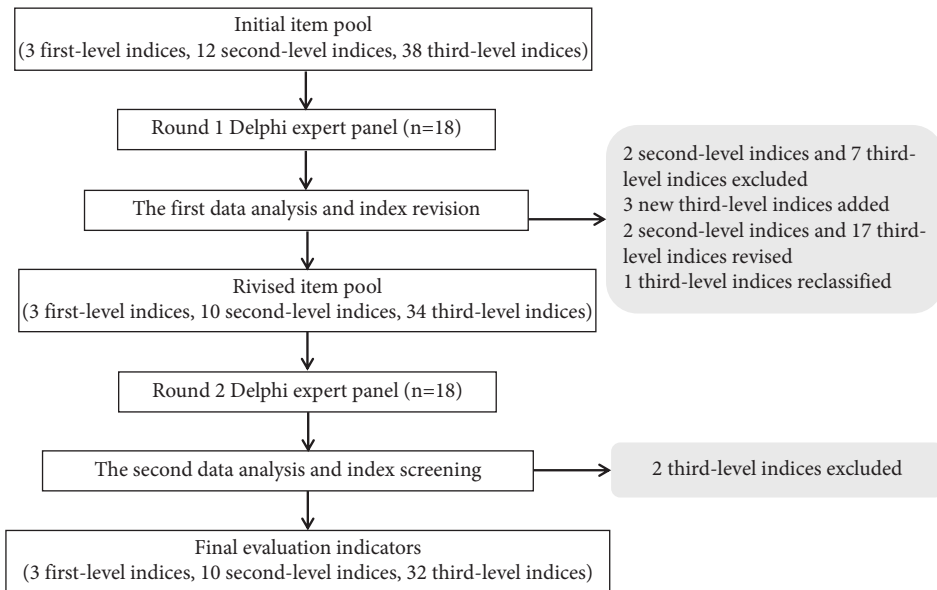 Initial item pool
(3 first-level indices, 12 second-level indices, 38 third-level indices)
Round 1 Delphi expert panel (n=18)
The first data analysis and index revision
2 second-level indices and 7 third-
level indices excluded
3 new third-level indices added
2 second-level indices and 17 third-
level indices revised
1 third-level indices reclassified
Rivised item pool
(3 first-level indices, 10 second-level indices, 34 third-level indices)
Round 2 Delphi expert panel (n=18)
The second data analysis and index screening
2 third-level indices excluded
Final evaluation indicators
(3 first-level indices, 10 second-level indices, 32 third-level indices)